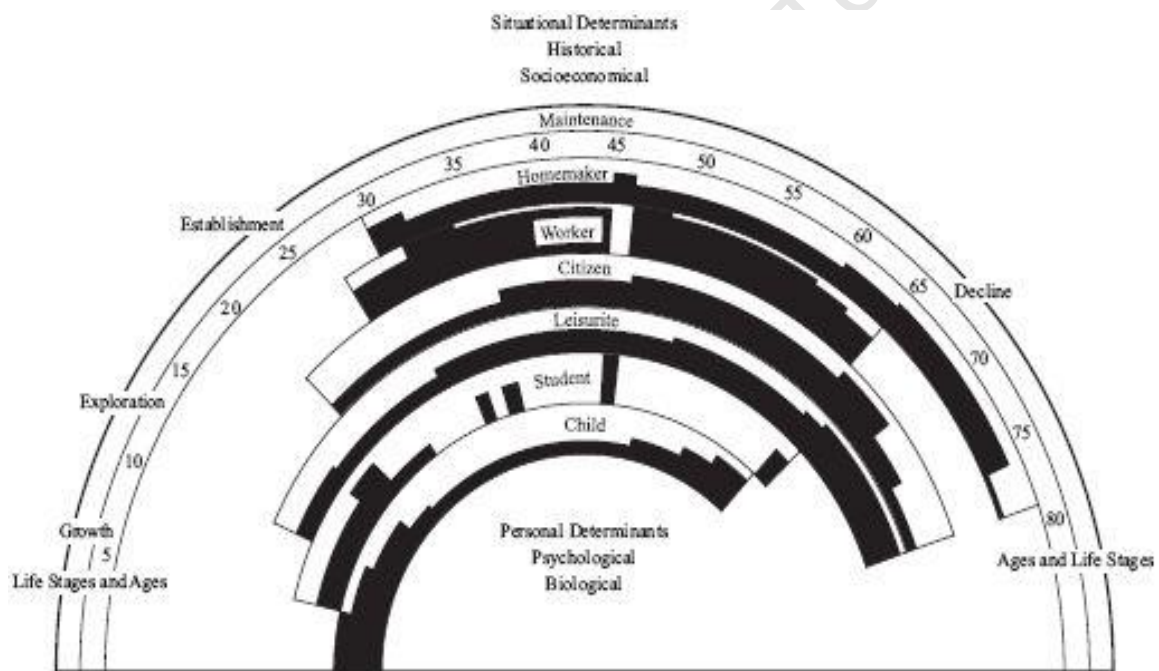 Situational Determinants
Historical
Socioeconomical
Maintenance
40
45
35
50
Homemaker
30
55
Establishment
25
Worker
60
Citizen
65
Decline
20
Leisurite
15
70
Student
Exploration
Child
75
10
Growth
5
Personal Determinants
Psychological
Biological
80
Life Stages and Ages
Ages and Life Stages